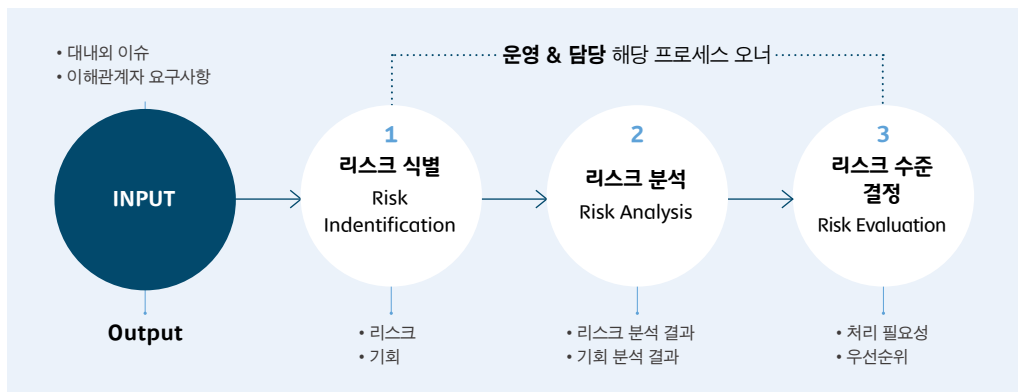 • 대내외 이슈
• 이해관계자 요구사항
운영 & 담당 해당 프로세스 오너
INPUT
1
리스크 식별
Risk
Indentification
2
리스크 분석
Risk Analysis
3
리스크 수준
결정
Risk Evaluation
Output
• 리스크
• 기회
• 리스크 분석 결과
• 기회 분석 결과
• 처리 필요성
• 우선순위